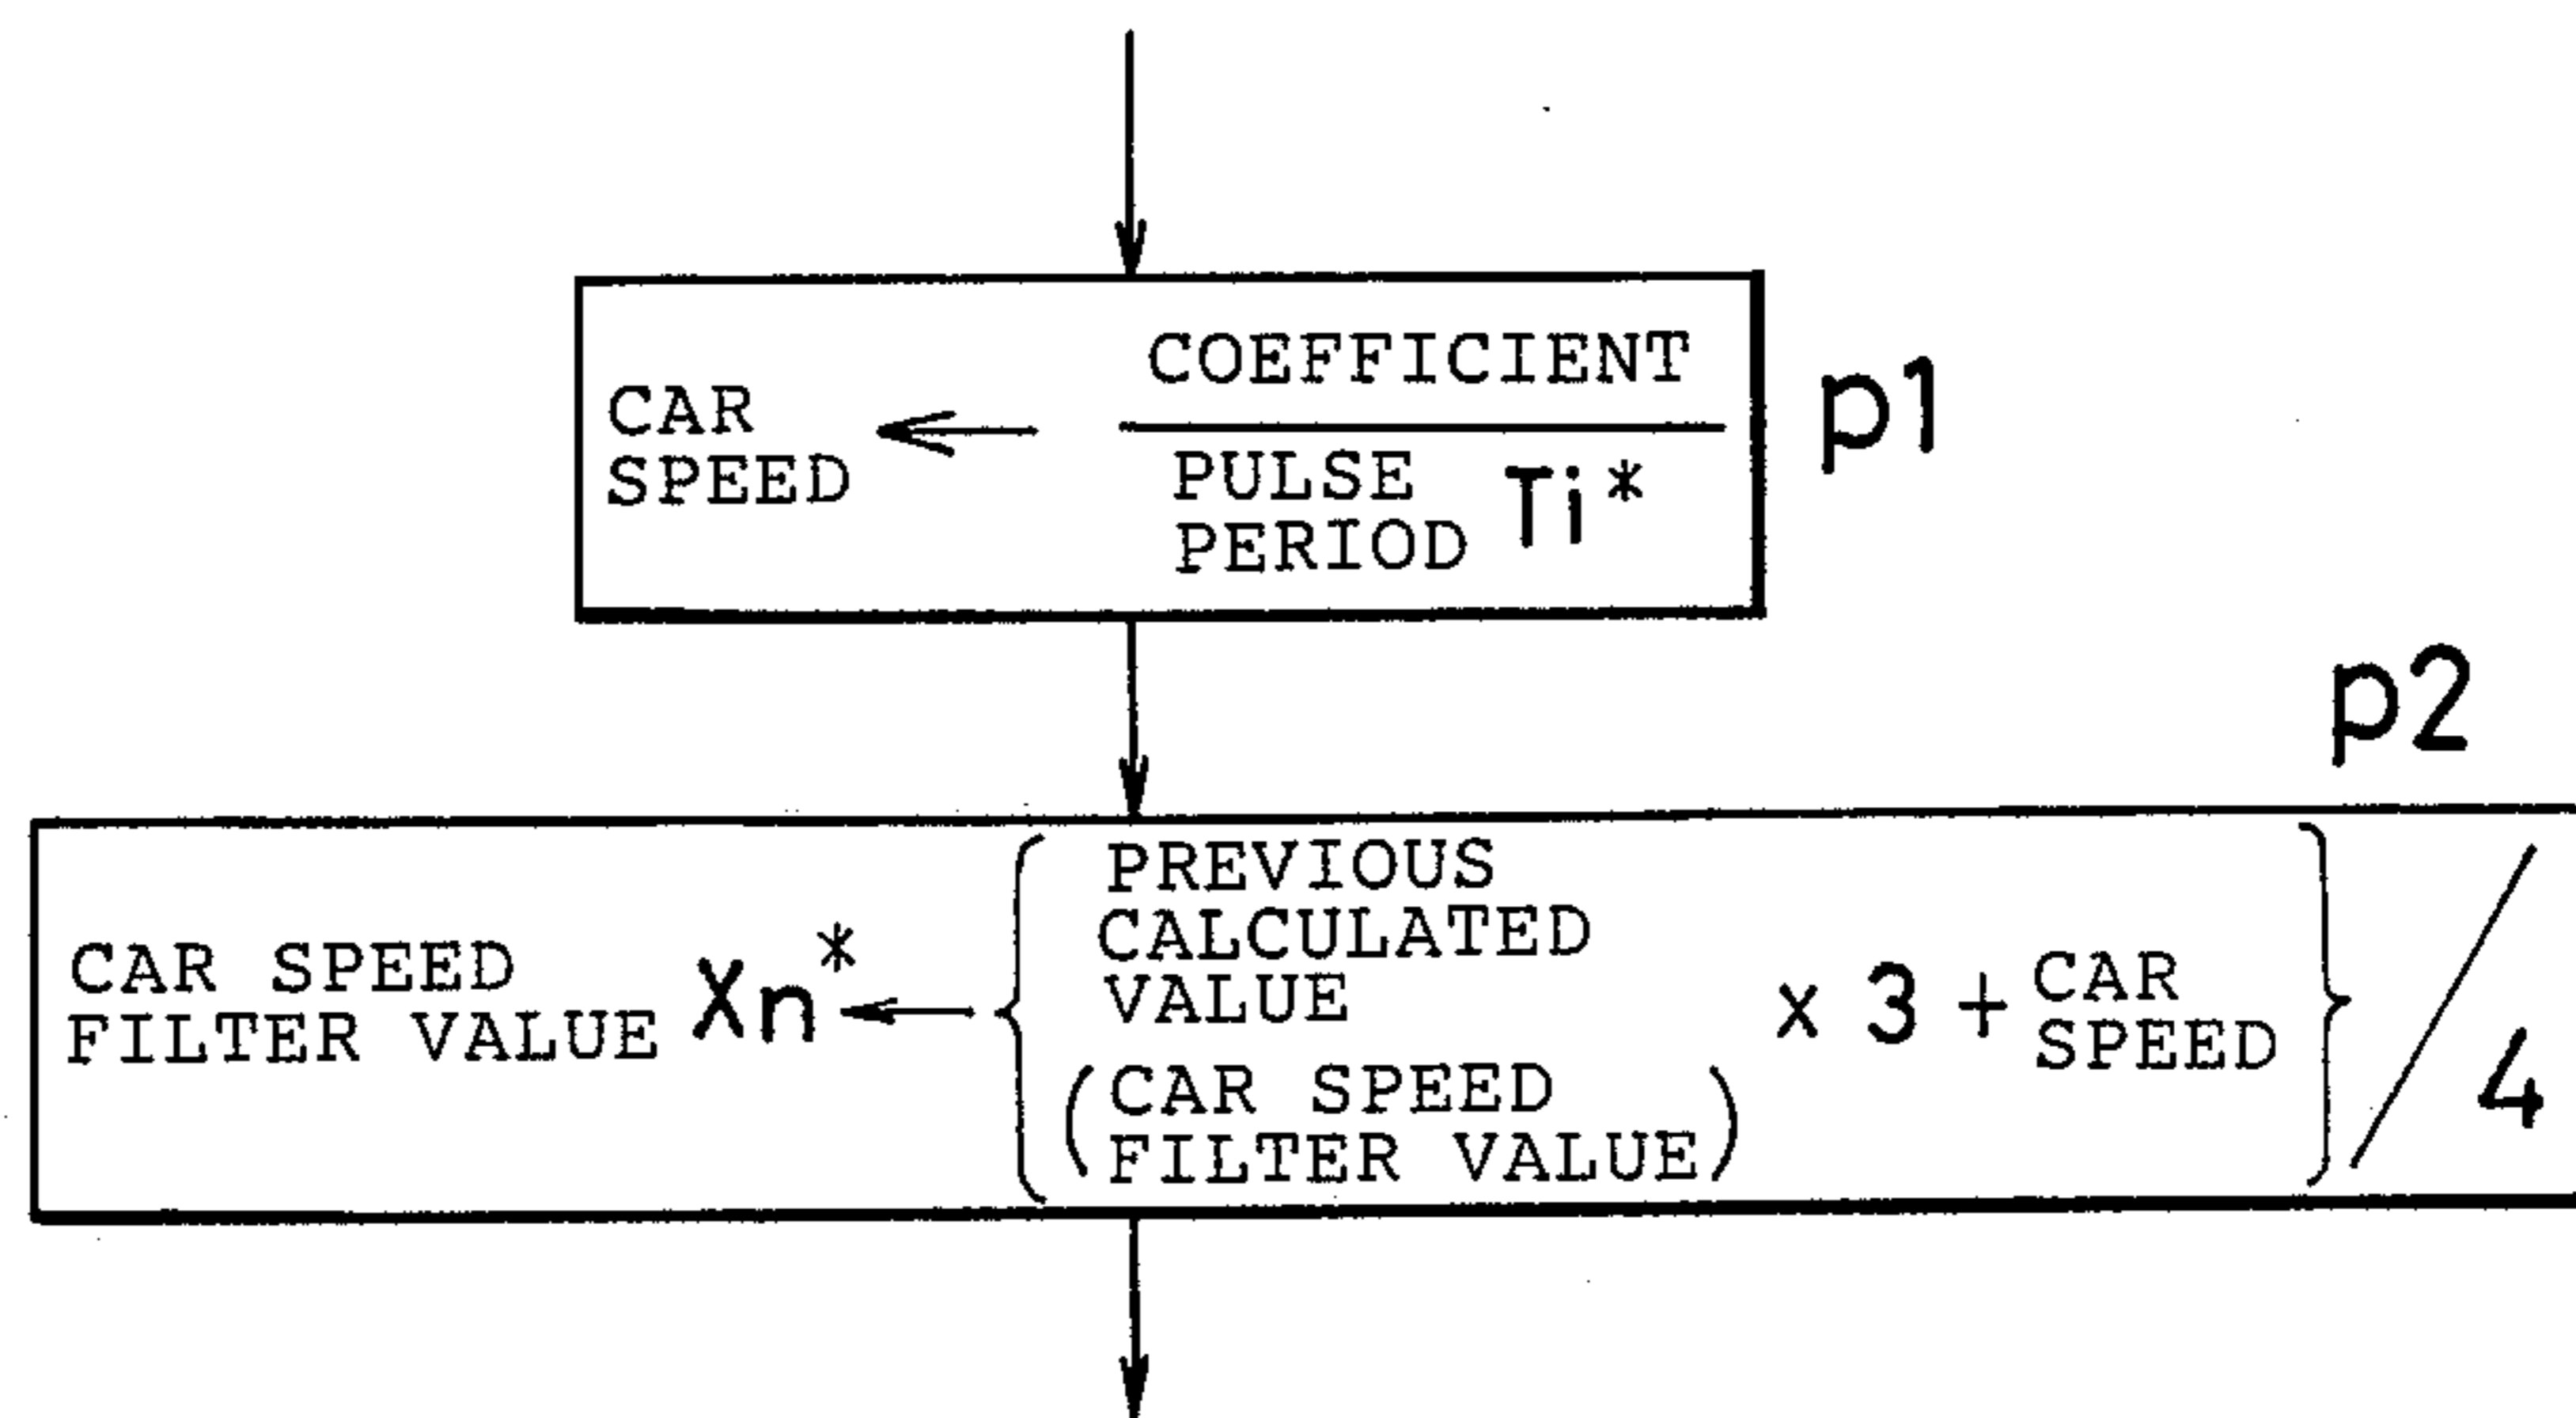 COEFFICIENT
CAR
SPEED
PULSE
PERIOD Ti*
p1
p2
PREVIOUS
CALCULATED
VALUE
CAR SPEED
FILTER VALUE Xn*
x 3 + CAR
SPEED
(CAR SPEED
FILTER VALUE)
/ 4